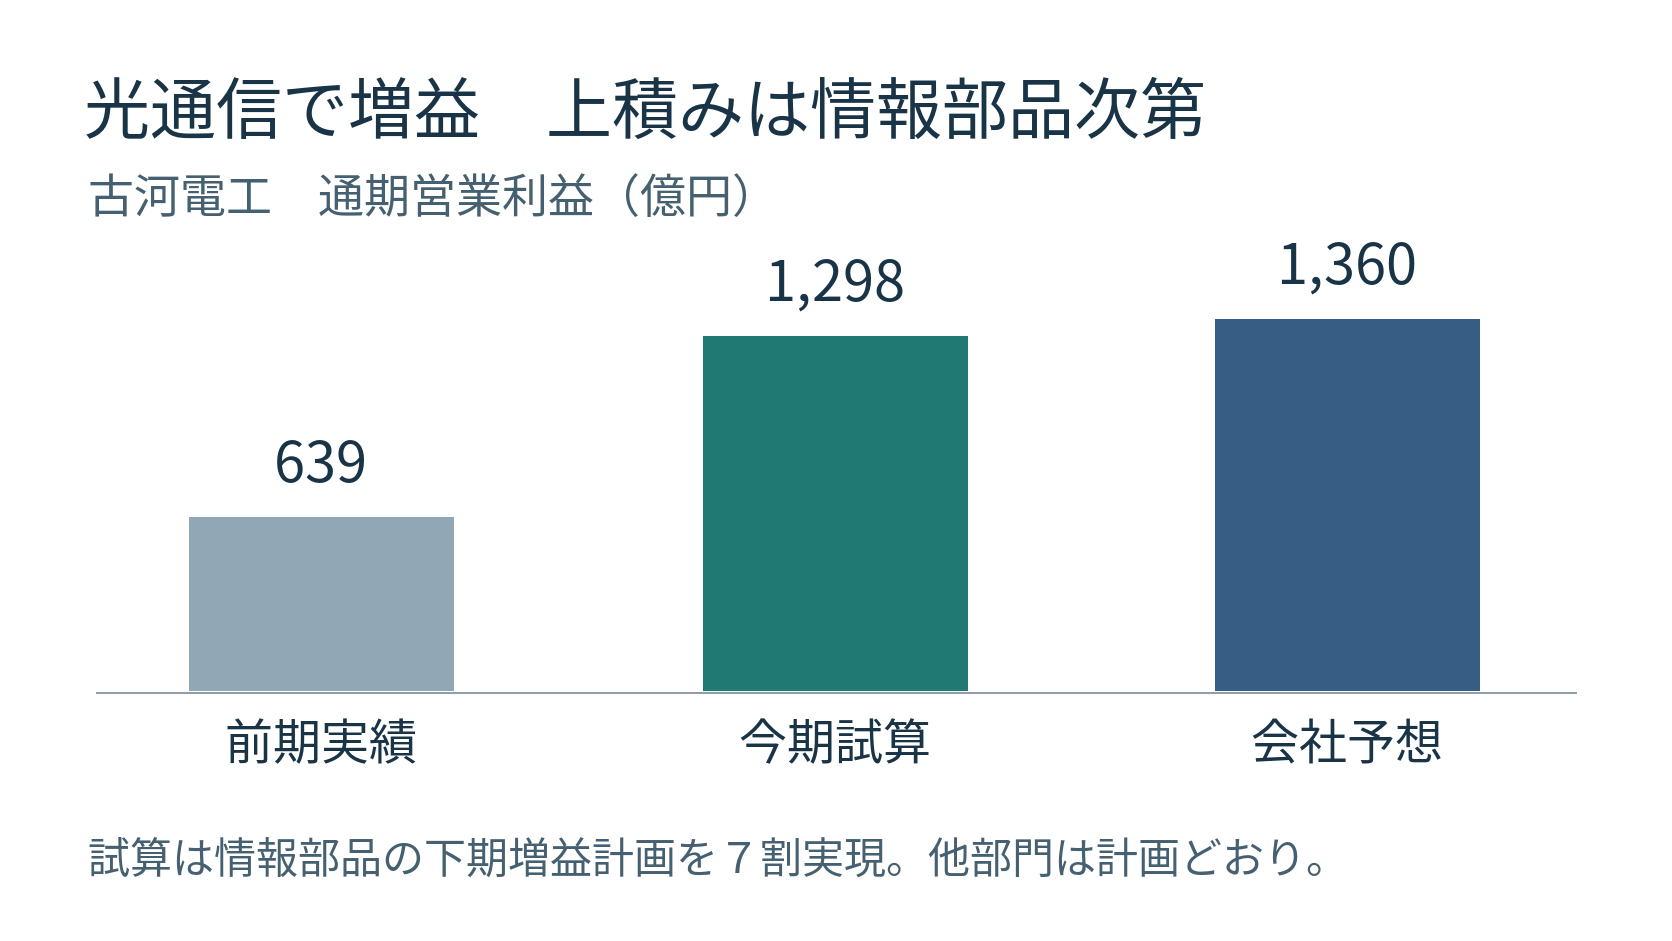 光通信で増益　上積みは情報部品次第
古河電工　通期営業利益（億円）
639
1,298
1,360
前期実績
今期試算
会社予想
試算は情報部品の下期増益計画を７割実現。他部門は計画どおり。